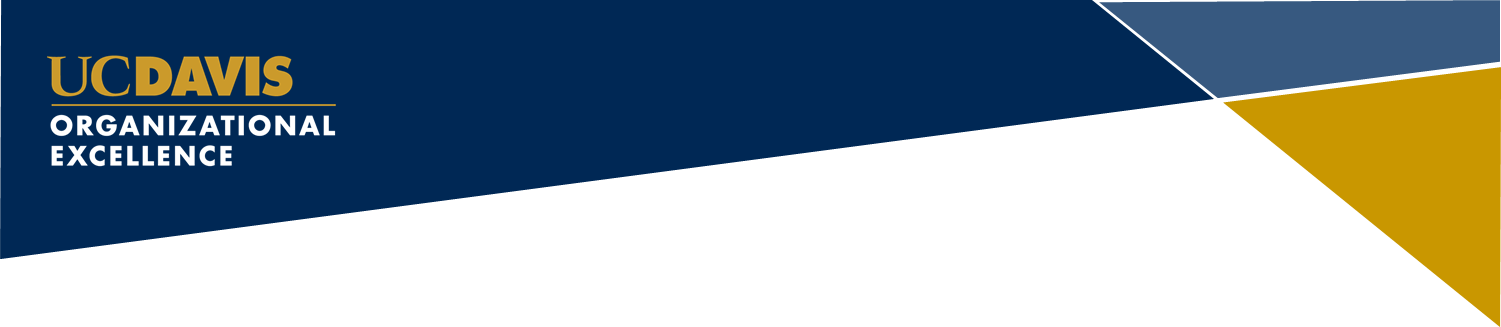 UCDAVIS
ORGANIZATIONAL
EXCELLENCE